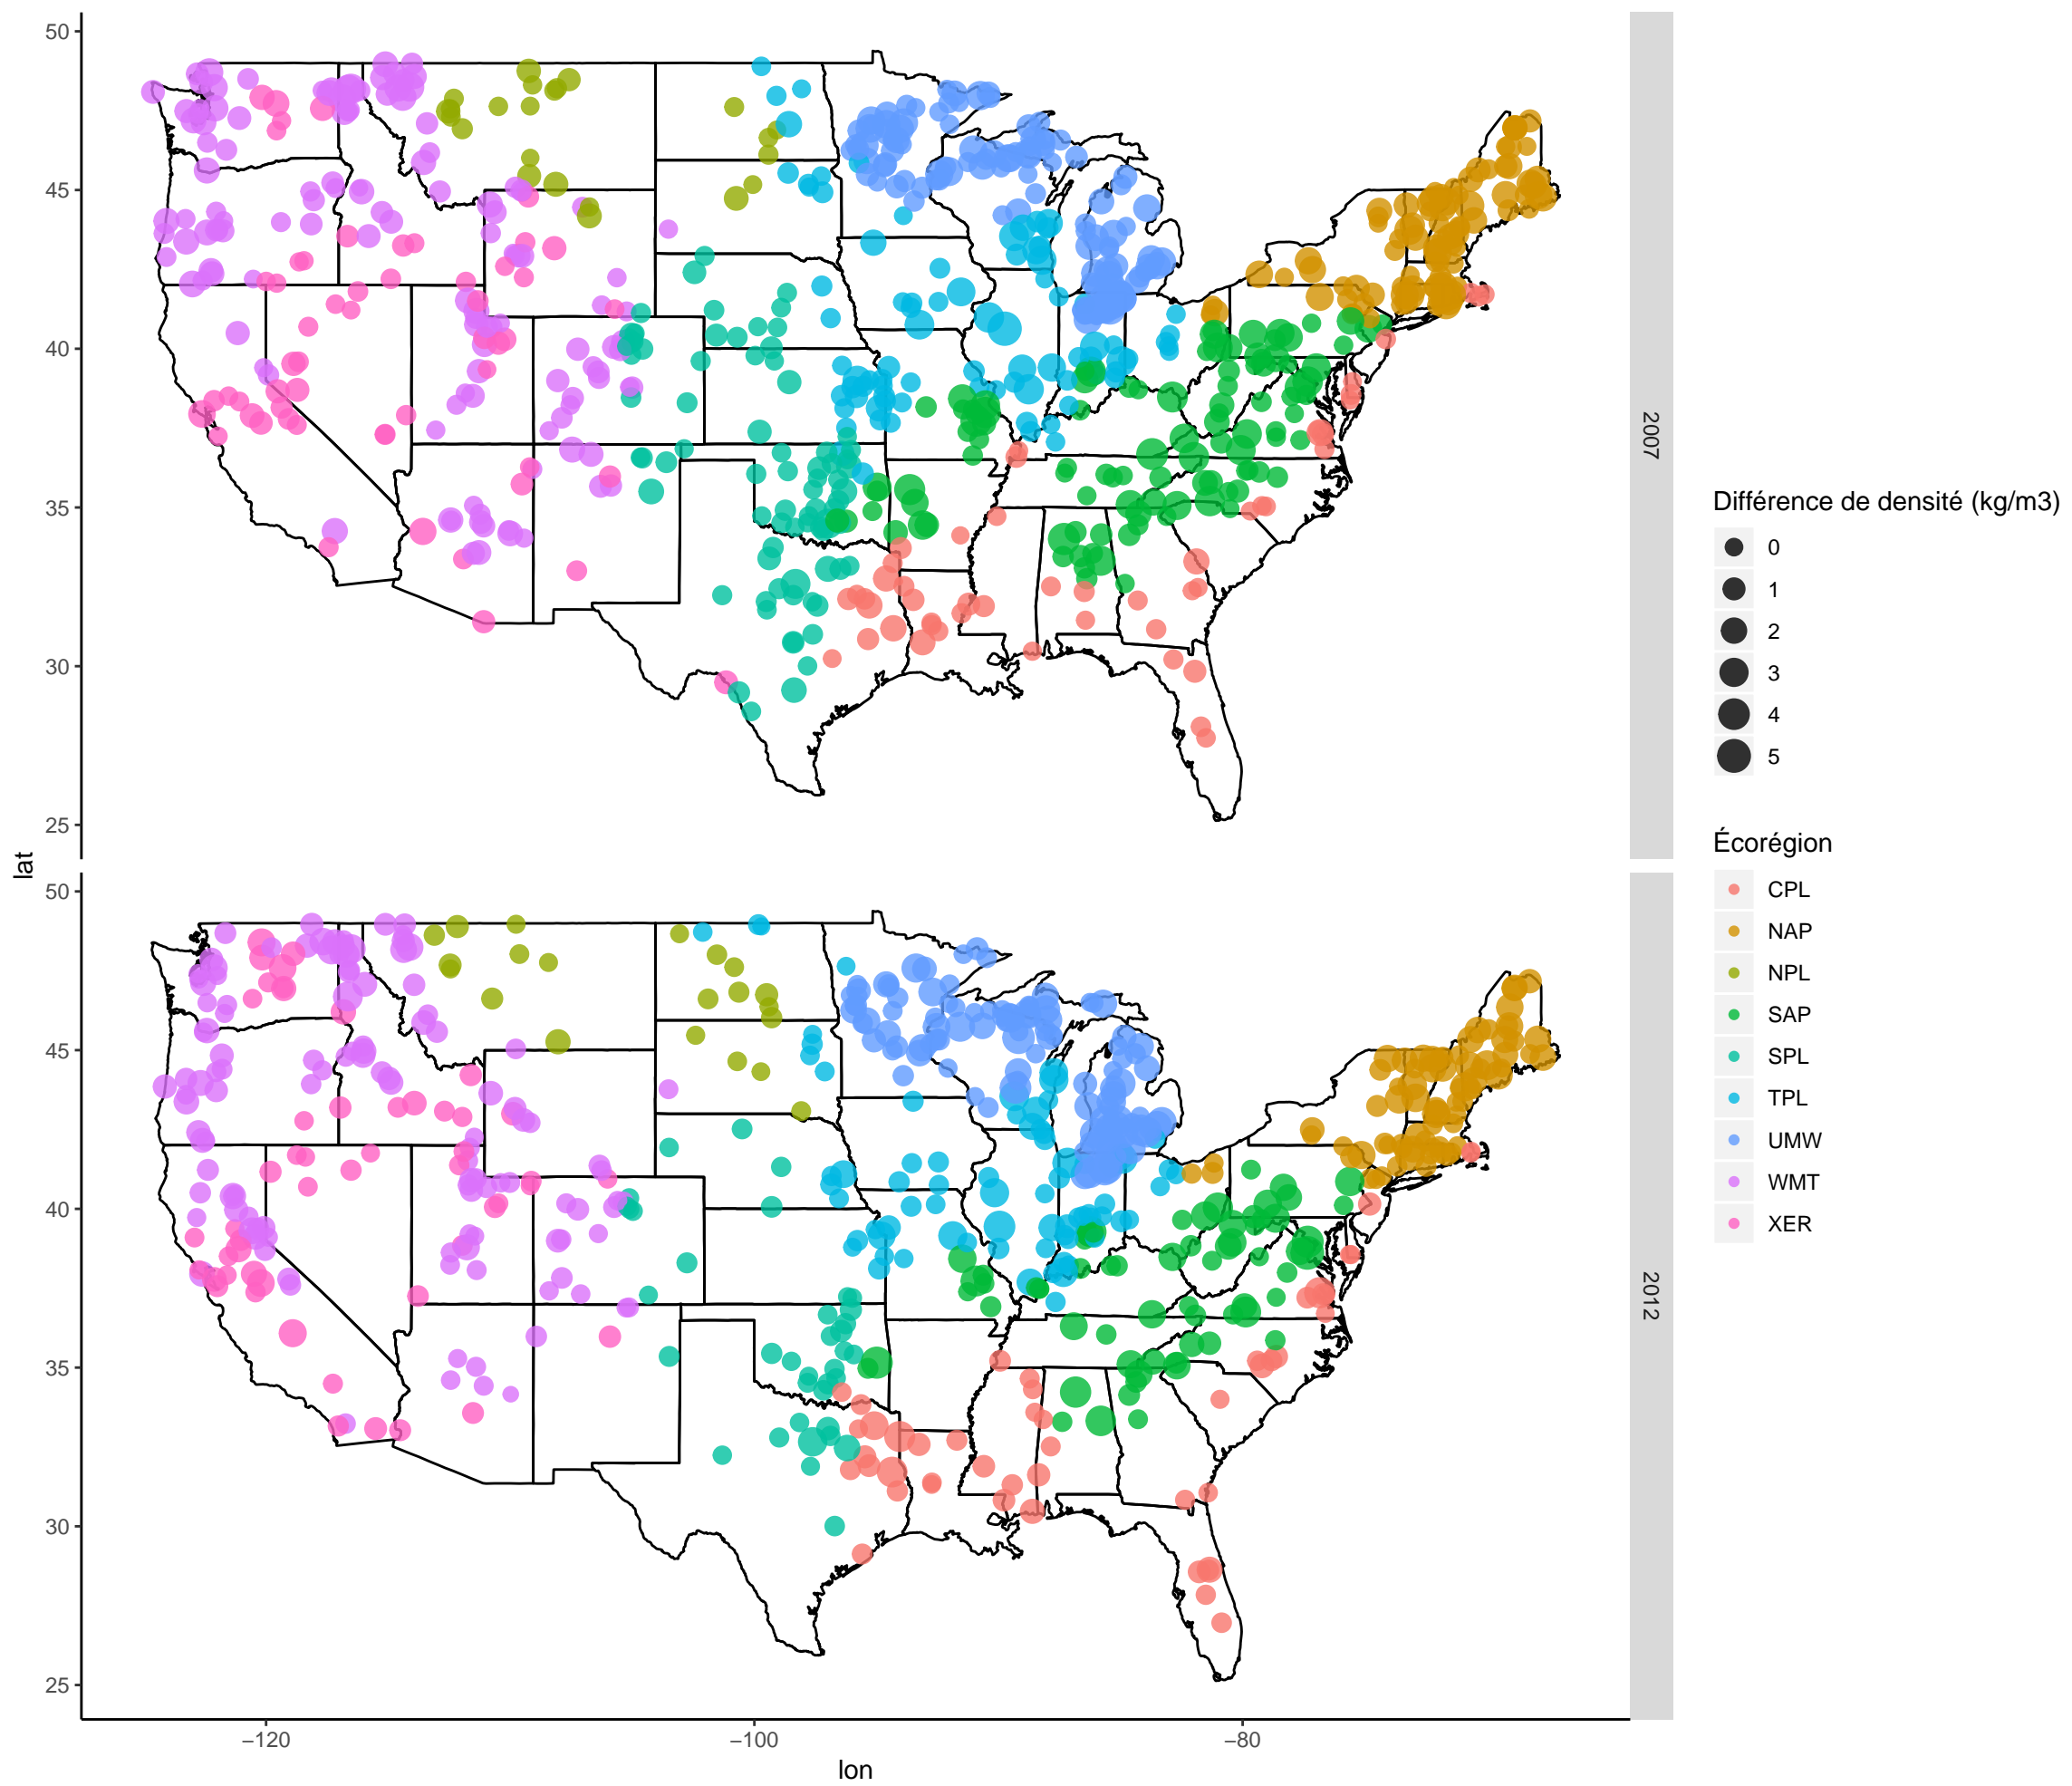 50
45
40
35
30
25
2007
lat
50
45
40
35
30
25
2012
−120
−100
−80
lon
Différence de densité (kg/m3)
0
1
2
3
4
5
Écorégion
CPL
NAP
NPL
SAP
SPL
TPL
UMW
WMT
XER